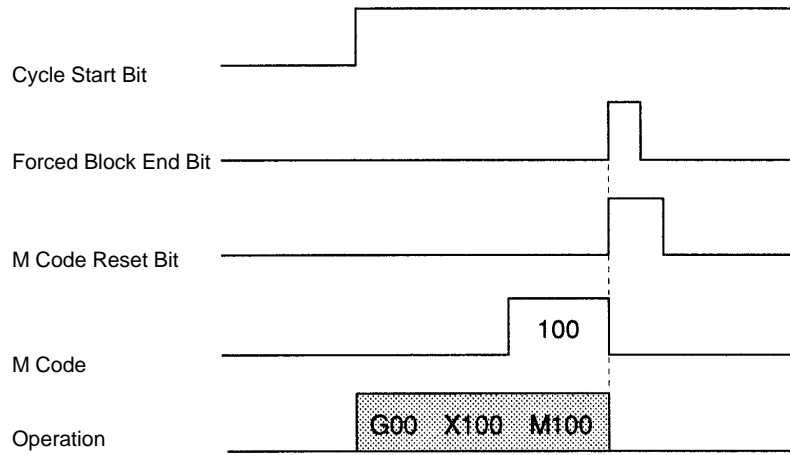 Cycle Start Bit
Forced Block End Bit
M Code Reset Bit
100
M Code
G00 X100 M100
Operation